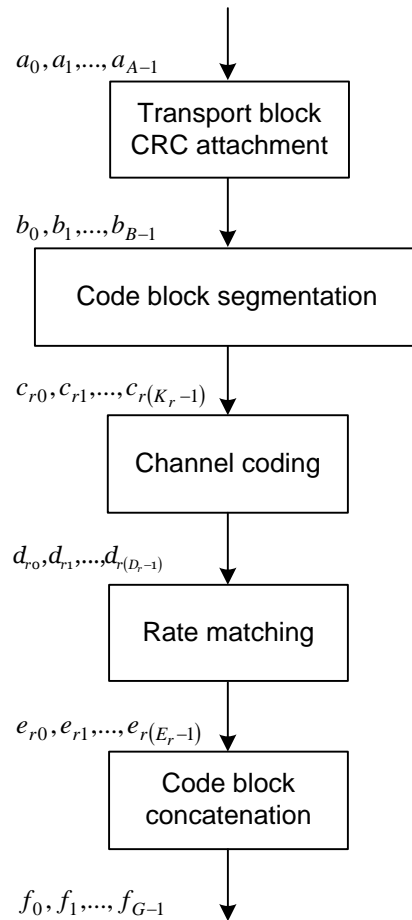 a_0, a_1,..., a_{A-1}
Transport block
CRC attachment
b_0, b_1,..., b_{B-1}
Code block segmentation
c_{r0}, c_{r1},..., c_{r(K_r-1)}
Channel coding
d_{r0}, d_{r1},..., d_{r(D_r-1)}
Rate matching
e_{r0}, e_{r1},..., e_{r(E_r-1)}
Code block
concatenation
f_0, f_1,..., f_{G-1}